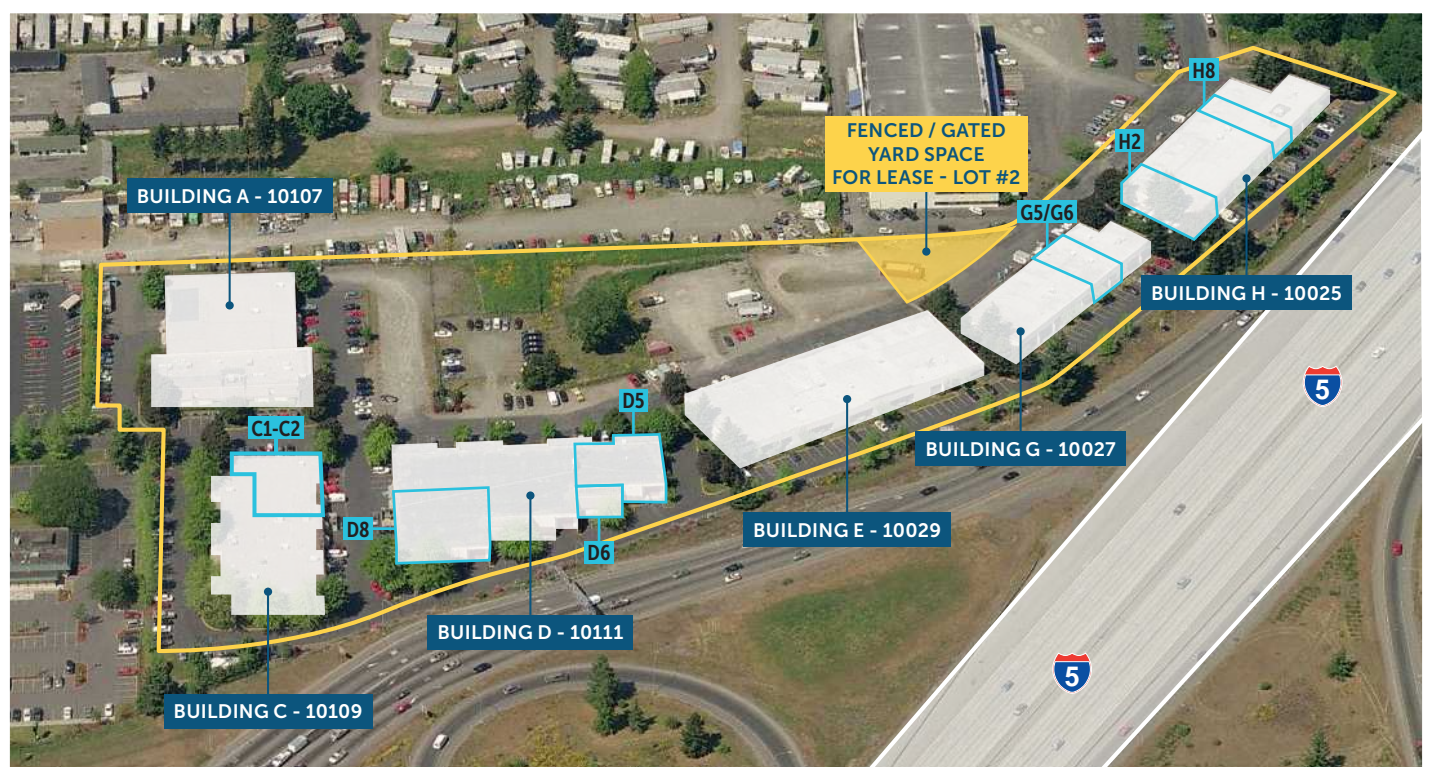 H8
FENCED / GATED
YARD SPACE
FOR LEASE - LOT #2
H2
BUILDING A - 10107
G5/G6
BUILDING H - 10025
5
D5
C1-C2
BUILDING G - 10027
D8
BUILDING E - 10029
D6
BUILDING D - 10111
5
BUILDING C - 10109